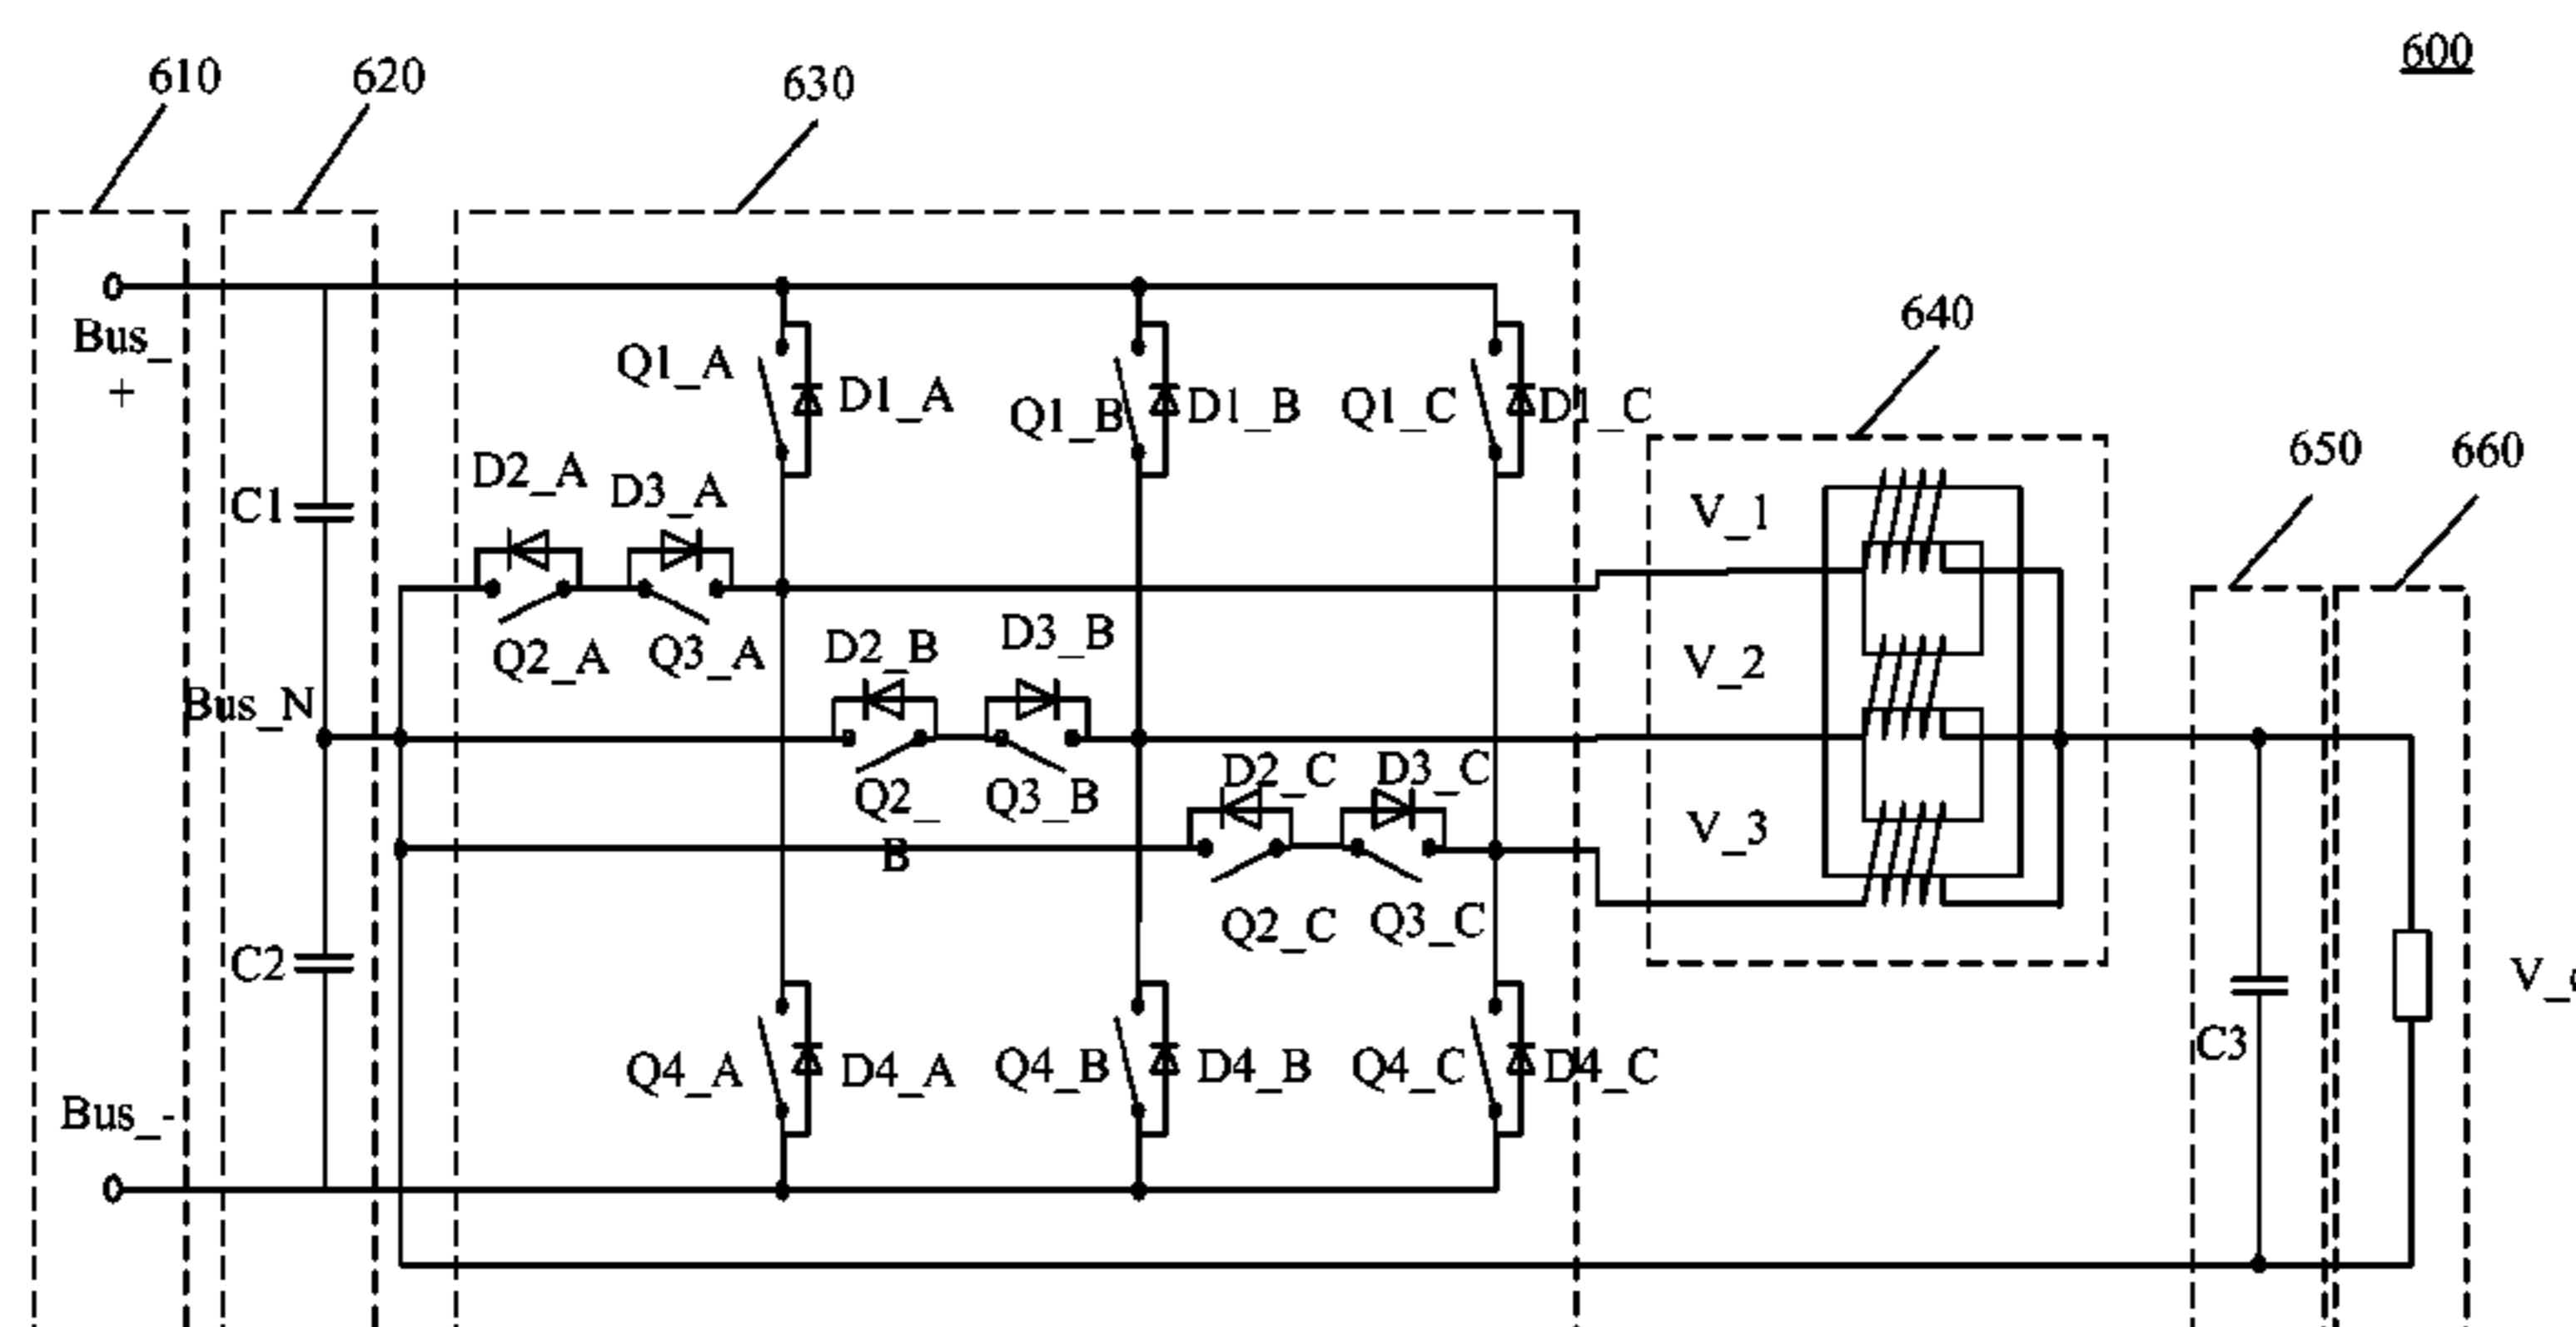 600
610
620
630
Bus_
+
Q1_A
D1_A
Q1_B
D1_B
Q1_C
D1_C
640
650
660
D2_A
D3_A
C1
V_1
Q2_A
Q3_A
D2_B
D3_B
V_2
Bus_N
Q2_
B
Q3_B
D2_C
D3_C
V_3
Q2_C
Q3_C
C2
C3
Q4_A
D4_A
Q4_B
D4_B
Q4_C
D4_C
Bus_-